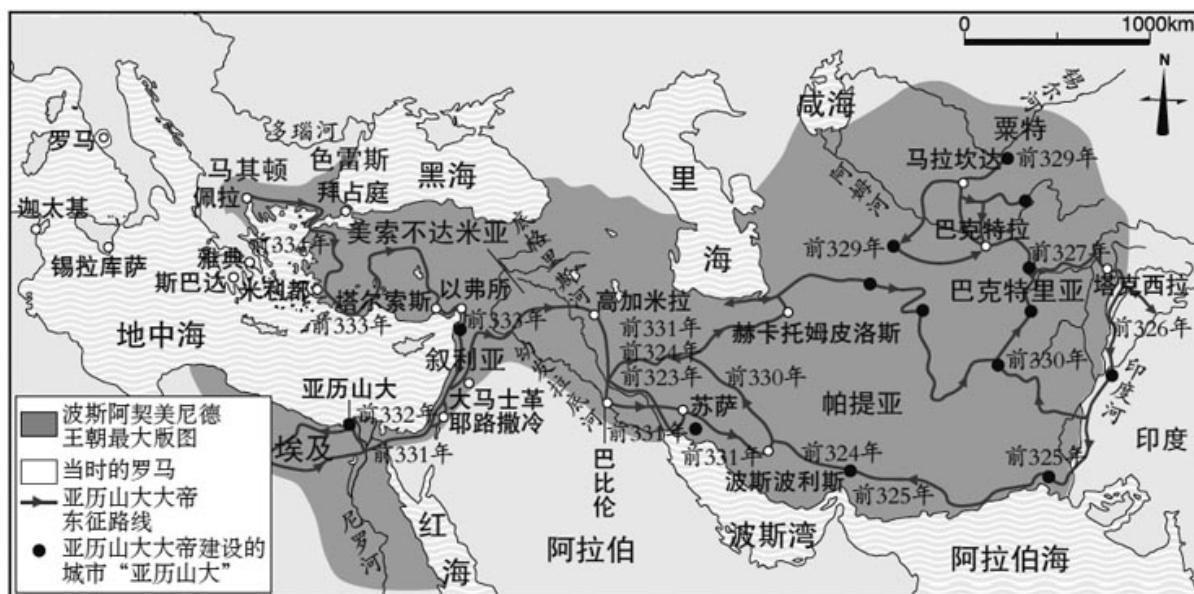 0 1000km
N
咸海
锡尔河
粟特
罗马
多瑙河
马其顿
色雷斯
黑海
里海
马拉坎达
前329年
佩拉
拜占庭
阿姆河
迦太基
美索不达米亚
底格里斯河
巴克特拉
前334年
前329年
前327年
锡拉库萨
雅典
斯巴达
米利都
塔尔索斯
以弗所
高加米拉
巴克特里亚
塔克西拉
前333年
前333年
前331年
赫卡托姆皮洛斯
前326年
地中海
叙利亚
幼发拉底河
前324年
前323年
前330年
前330年
印度河
亚历山大
前332年
大马士革
耶路撒冷
苏萨
帕提亚
埃及
前331年
前331年
前331年
波斯波利斯
前324年
前325年
前325年
印度
巴比伦
尼罗河
红海
阿拉伯
波斯湾
阿拉伯海
波斯阿契美尼德
王朝最大版图
当时的罗马
亚历山大大帝
东征路线
亚历山大大帝建设的
城市“亚历山大”